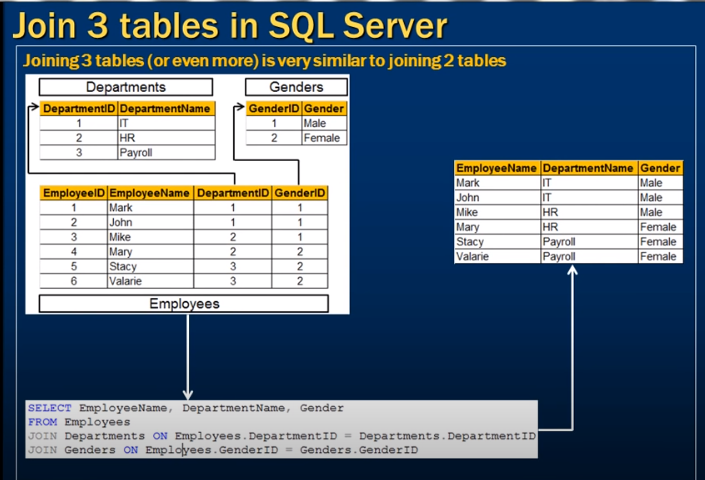 Join 3 tables in SQL Server
Joining 3 tables (or even more) is very similar to joining 2 tables
Departments
DepartmentID DepartmentName
1 IT
2 HR
3 Payroll
Genders
GenderID Gender
1 Male
2 Female
EmployeeID EmployeeName DepartmentID GenderID
1 Mark 1 1
2 John 1 1
3 Mike 2 1
4 Mary 2 2
5 Stacy 3 2
6 Valarie 3 2
Employees
EmployeeName DepartmentName Gender
Mark IT Male
John IT Male
Mike HR Male
Mary HR Female
Stacy Payroll Female
Valarie Payroll Female
SELECT EmployeeName, DepartmentName, Gender
FROM Employees
JOIN Departments ON Employees.DepartmentID = Departments.DepartmentID
JOIN Genders ON Employees.GenderID = Genders.GenderID